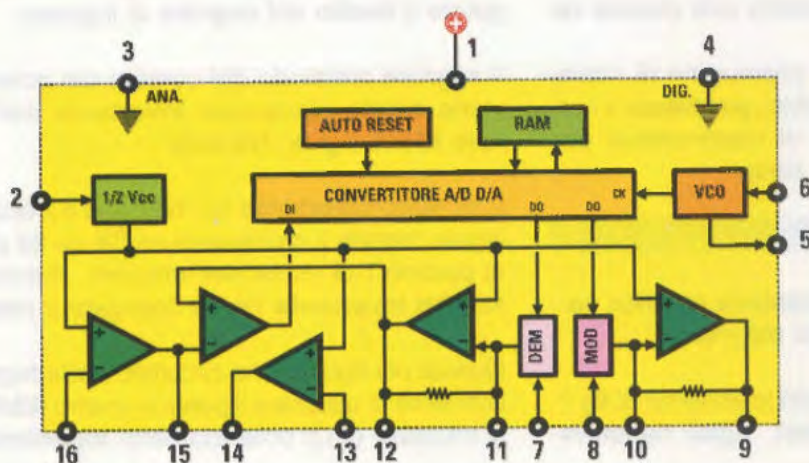 3 1 4
ANA. DIG.
AUTO RESET RAM
2 1/2 Vcc CONVERTITORE A/D D/A CK VCO 6
DI DO DO 5
+ - + - + - + - + -
DEM MOD
16 15 14 13 12 11 7 8 10 9